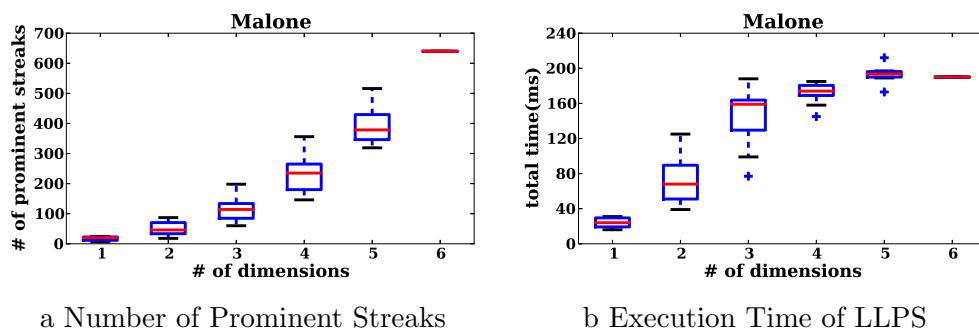 Malone
# of prominent streaks
700
600
500
400
300
200
100
0
1 2 3 4 5 6
# of dimensions
a Number of Prominent Streaks
Malone
total time(ms)
240
200
160
120
80
40
0
1 2 3 4 5 6
# of dimensions
b Execution Time of LLPS